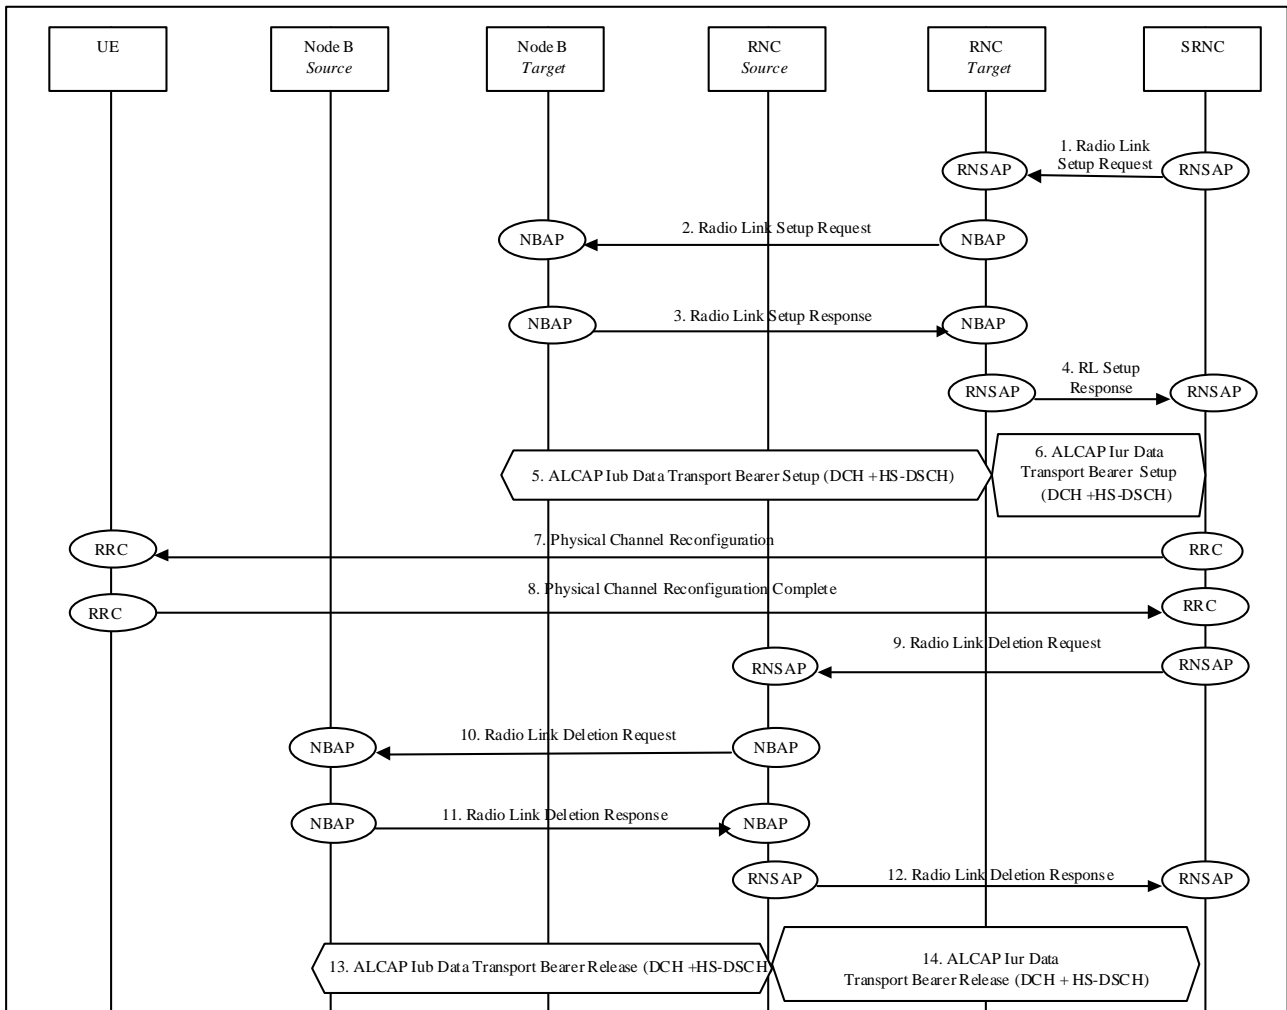 UE
Node B
Source
Node B
Target
RNC
Source
RNC
Target
SRNC
1. Radio Link
Setup Request
RNSAP
RNSAP
2. Radio Link Setup Request
NBAP
NBAP
3. Radio Link Setup Response
NBAP
NBAP
4. RL Setup
Response
RNSAP
RNSAP
5. ALCAP Iub Data Transport Bearer Setup (DCH +HS-DSCH)
6. ALCAP Iur Data
Transport Bearer Setup
(DCH +HS-DSCH)
7. Physical Channel Reconfiguration
RRC
RRC
8. Physical Channel Reconfiguration Complete
RRC
RRC
9. Radio Link Deletion Request
RNSAP
RNSAP
10. Radio Link Deletion Request
NBAP
NBAP
11. Radio Link Deletion Response
NBAP
NBAP
12. Radio Link Deletion Response
RNSAP
RNSAP
13. ALCAP Iub Data Transport Bearer Release (DCH +HS-DSCH)
14. ALCAP Iur Data
Transport Bearer Release (DCH + HS-DSCH)